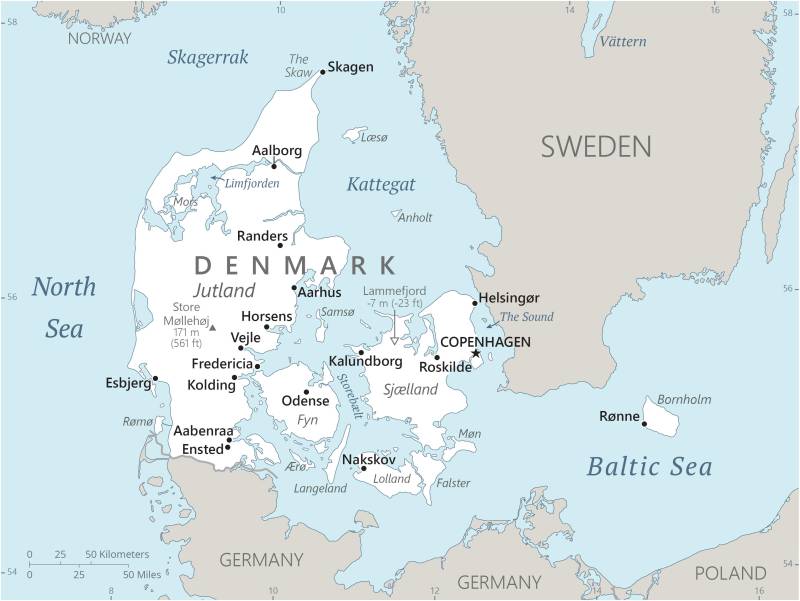 10
12
14
16
58
58
NORWAY
Skagerrak
The
Skaw
Skagen
Vättern
Læsø
SWEDEN
Aalborg
Limfjorden
Kattegat
Mors
Anholt
Randers
DENMARK
Jutland
North
Sea
Aarhus
Lammefjord
-7 m (-23 ft)
Helsingør
56
56
Store
Møllehøj
171 m
(561 ft)
Horsens
Samsø
The Sound
Vejle
COPENHAGEN
Fredericia
Kalundborg
Roskilde
Esbjerg
Kolding
Odense
Storebælt
Sjælland
Bornholm
Rønne
Fyn
Rømø
Aabenraa
Ensted
Møn
Nakskov
Ærø
Lolland
Langeland
Falster
Baltic Sea
0 25 50 Kilometers
0 25 50 Miles
GERMANY
GERMANY
POLAND
54
54
8
10
12
14
16